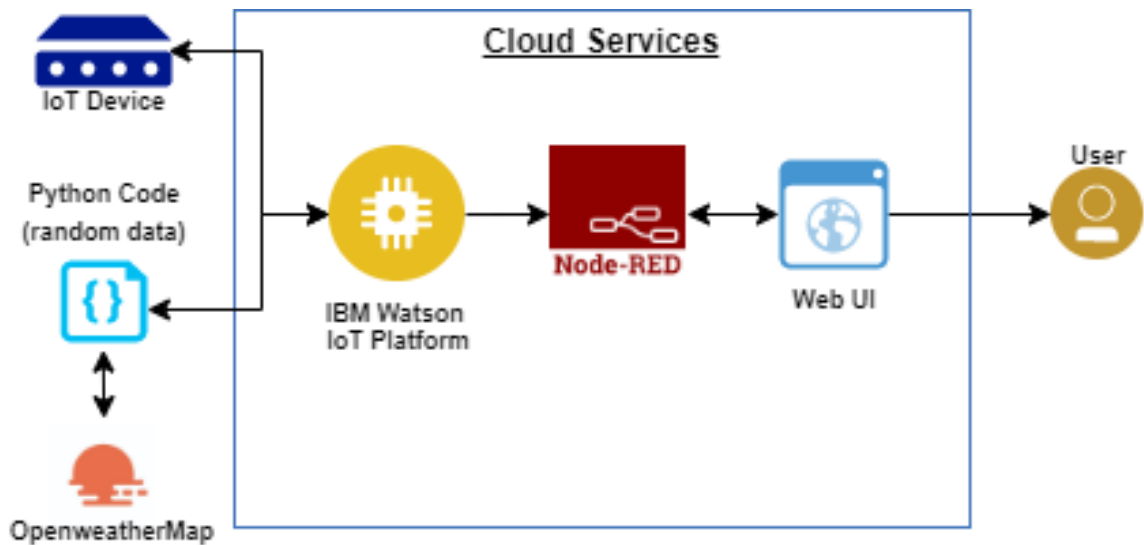 Cloud Services
IoT Device
Python Code
(random data)
{}
OpenweatherMap
IBM Watson
IoT Platform
Node-RED
Web UI
User